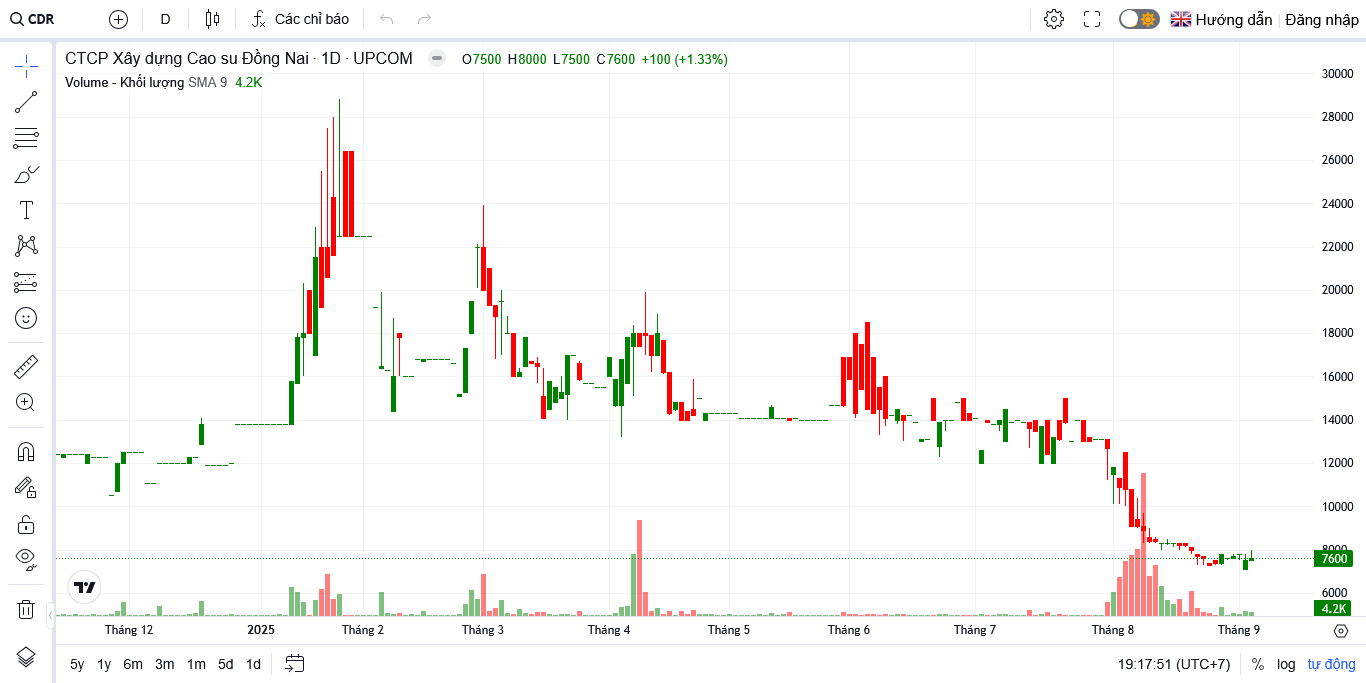 CDR D Các chỉ báo Hướng dẫn Đăng nhập
CTCP Xây dựng Cao su Đồng Nai · 1D · UPCOM O7500 H8000 L7500 C7600 +100 (+1.33%)
Volume - Khối lượng SMA 9 4.2K
30000
28000
26000
24000
22000
20000
18000
16000
14000
12000
10000
8000
7600
6000
4.2K
Tháng 12 2025 Tháng 2 Tháng 3 Tháng 4 Tháng 5 Tháng 6 Tháng 7 Tháng 8 Tháng 9
5y 1y 6m 3m 1m 5d 1d 19:17:51 (UTC+7) % log tự động